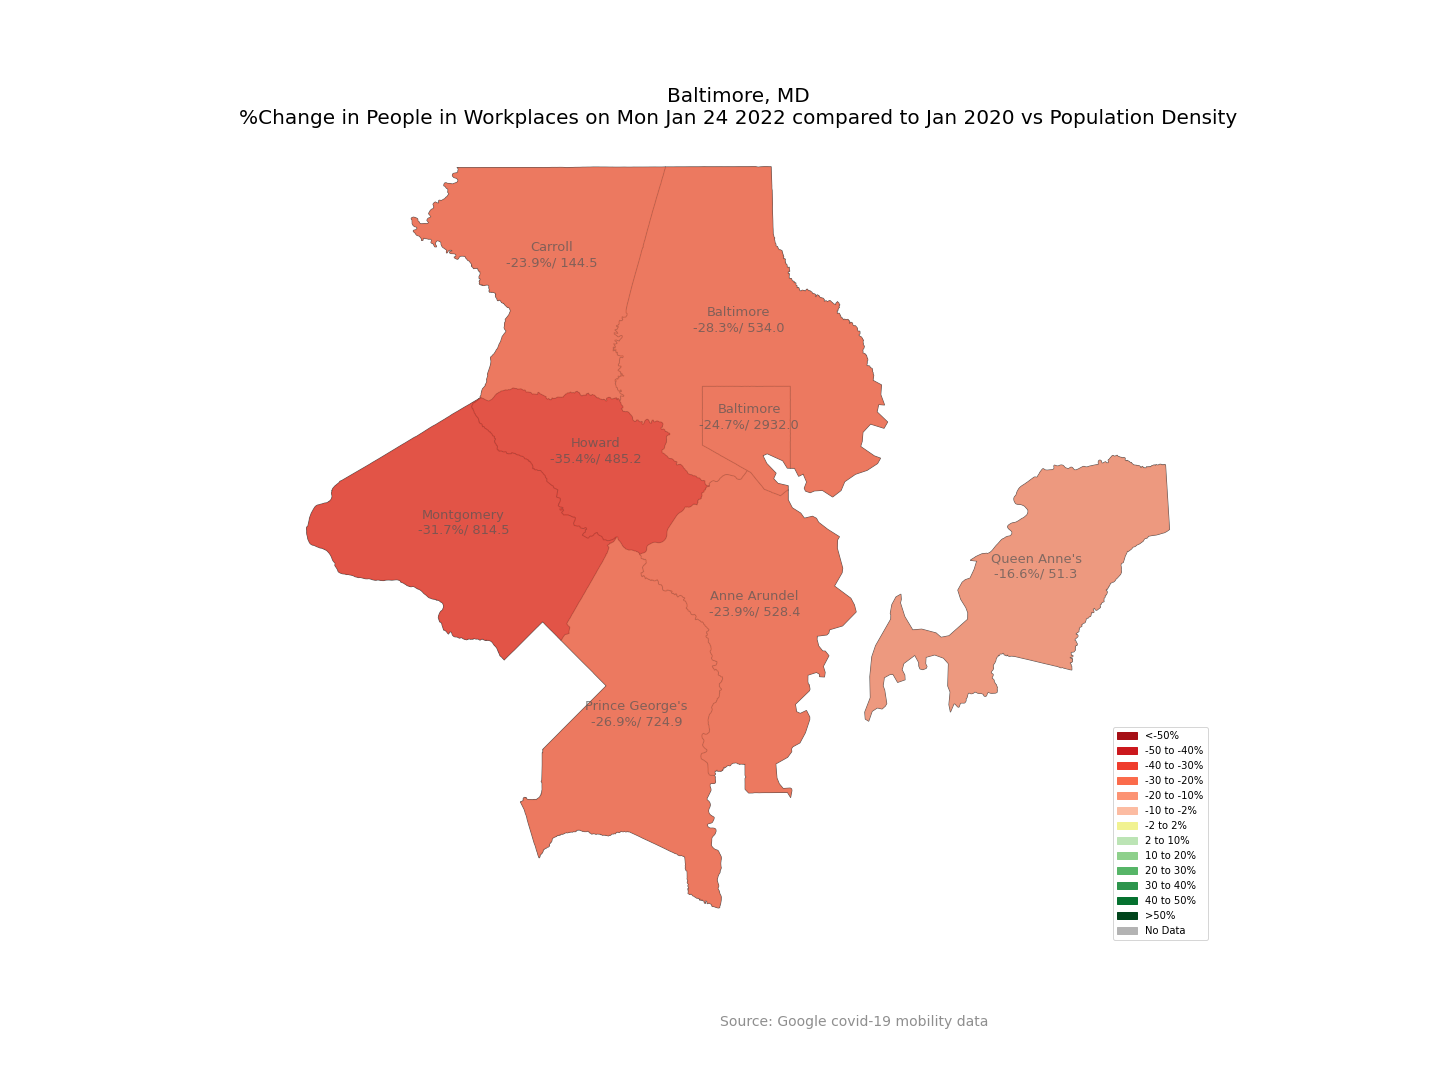 Baltimore, MD
%Change in People in Workplaces on Mon Jan 24 2022 compared to Jan 2020 vs Population Density
Carroll
-23.9%/ 144.5
Baltimore
-28.3%/ 534.0
Baltimore
-24.7%/ 2932.0
Howard
-35.4%/ 485.2
Montgomery
-31.7%/ 814.5
Queen Anne's
-16.6%/ 51.3
Anne Arundel
-23.9%/ 528.4
Prince George's
-26.9%/ 724.9
<-50%
-50 to -40%
-40 to -30%
-30 to -20%
-20 to -10%
-10 to -2%
-2 to 2%
2 to 10%
10 to 20%
20 to 30%
30 to 40%
40 to 50%
>50%
No Data
Source: Google covid-19 mobility data